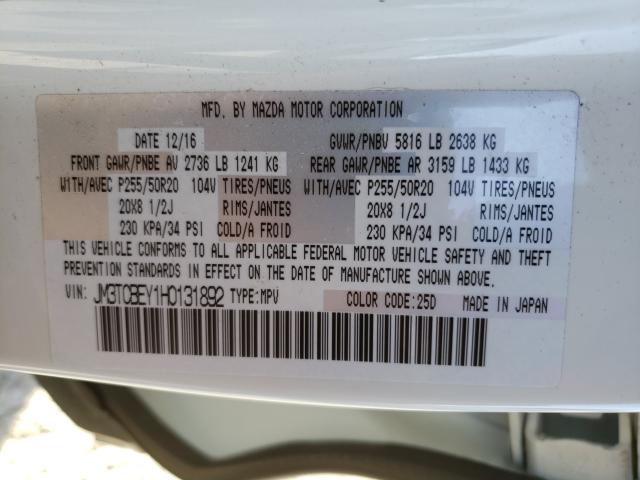 MFD. BY MAZDA MOTOR CORPORATION
DATE 12/16 GVWR/PNBV 5816 LB 2638 KG
FRONT GAWR/PNBE AV 2736 LB 1241 KG REAR GAWR/PNBE AR 3159 LB 1433 KG
WITH/AVEC P255/50R20 104V TIRES/PNEUS WITH/AVEC P255/50R20 104V TIRES/PNEUS
20X8 1/2J RIMS/JANTES 20X8 1/2J RIMS/JANTES
230 KPA/34 PSI COLD/A FROID 230 KPA/34 PSI COLD/A FROID
THIS VEHICLE CONFORMS TO ALL APPLICABLE FEDERAL MOTOR VEHICLE SAFETY AND THEFT
PREVENTION STANDARDS IN EFFECT ON THE DATE OF MANUFACTURE SHOWN ABOVE.
VIN: JM3TCBEY1H0131892 TYPE:MPV COLOR CODE:25D MADE IN JAPAN